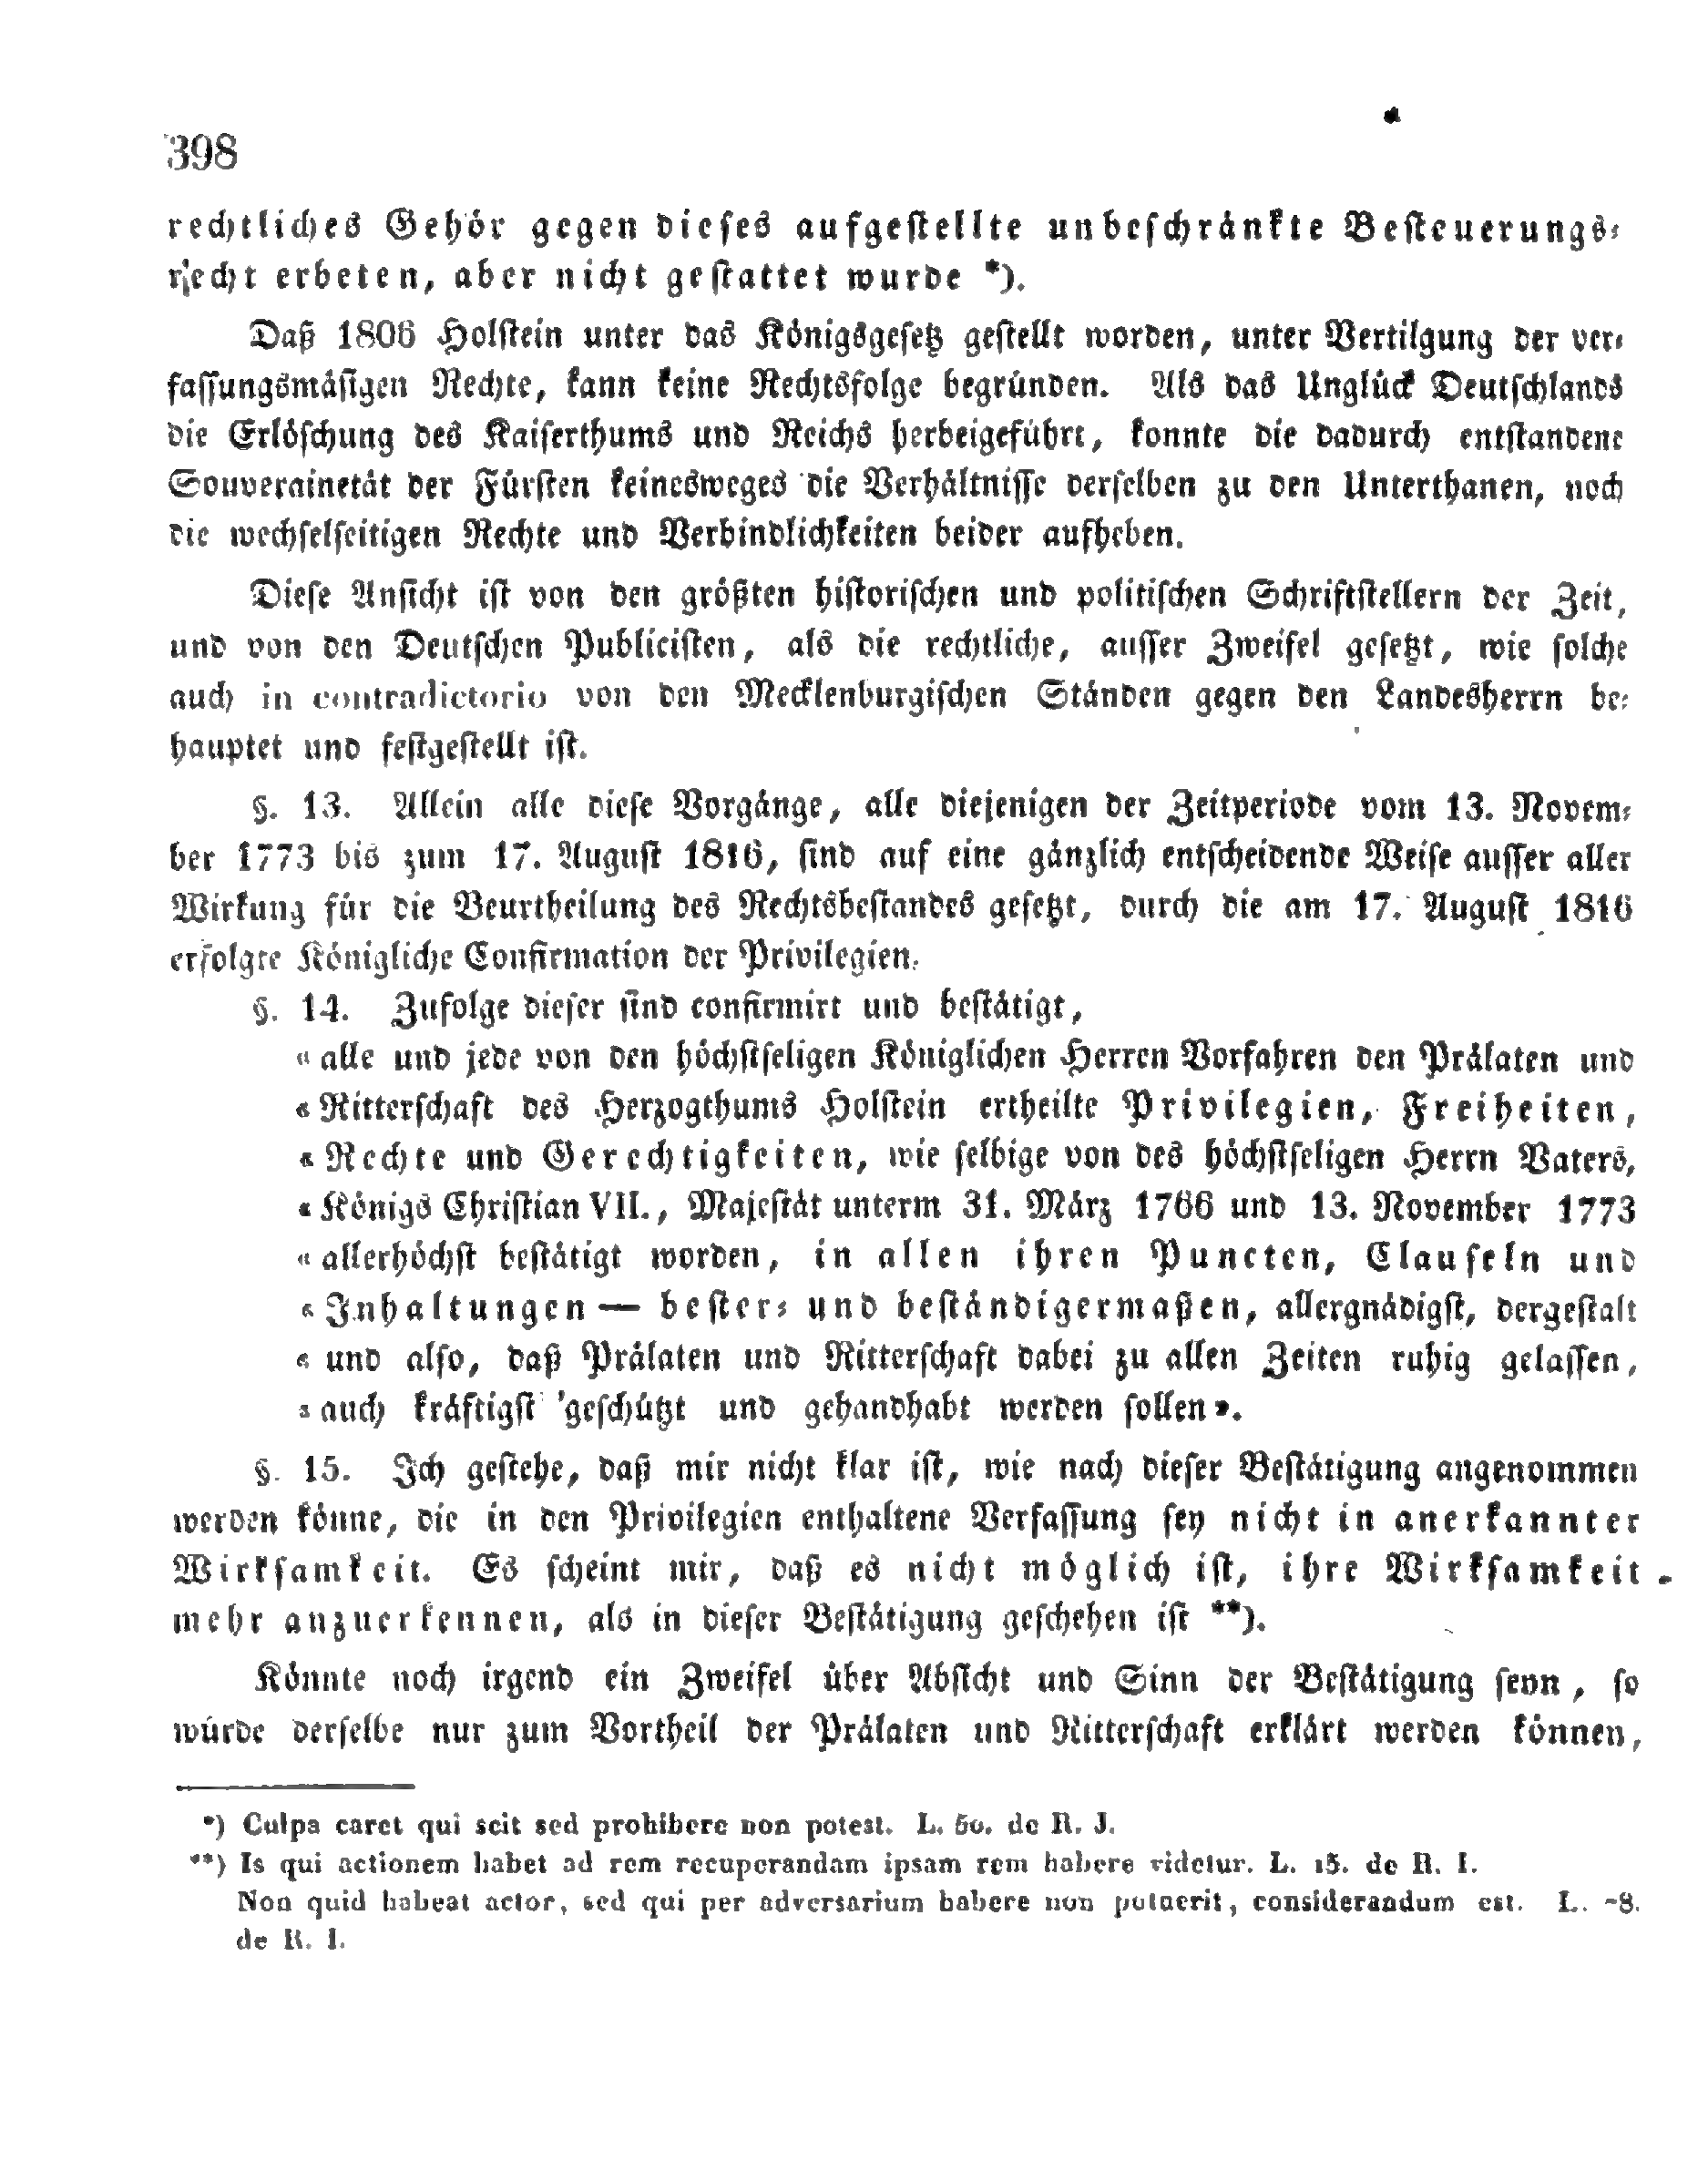 398
rechtliches Gehör gegen dieses aufgestellte unbeschränkte Besteuerungs-
recht erbeten, aber nicht gestattet wurde *).
Daß 1806 Holstein unter das Königsgesetz gestellt worden, unter Vertilgung der ver-
fassungsmäsigen Rechte, kann keine Rechtsfolge begründen. Als das Unglück Deutschlands
die Erlöschung des Kaiserthums und Reichs herbeigeführt, konnte die dadurch entstandene
Souverainetät der Fürsten keinesweges die Verhältnisse derselben zu den Unterthanen, noch
die wechselseitigen Rechte und Verbindlichkeiten beider aufheben.
Diese Ansicht ist von den größten historischen und politischen Schriftstellern der Zeit,
und von den Deutschen Publicisten, als die rechtliche, ausser Zweifel gesetzt, wie solche
auch in contradictorio von den Mecklenburgischen Ständen gegen den Landesherrn be-
hauptet und festgestellt ist.
§. 13. Allein alle diese Vorgänge, alle diejenigen der Zeitperiode vom 13. Novem-
ber 1773 bis zum 17. August 1816, sind auf eine gänzlich entscheidende Weise ausser aller
Wirkung für die Beurtheilung des Rechtsbestandes gesetzt, durch die am 17. August 1816
erfolgte Königliche Confirmation der Privilegien.
§. 14. Zufolge dieser sind confirmirt und bestätigt,
« alle und jede von den höchstseligen Königlichen Herren Vorfahren den Prälaten und
« Ritterschaft des Herzogthums Holstein ertheilte Privilegien, Freiheiten,
« Rechte und Gerechtigkeiten, wie selbige von des höchstseligen Herrn Vaters,
« Königs Christian VII., Majestät unterm 31. März 1766 und 13. November 1773
« allerhöchst bestätigt worden, in allen ihren Puncten, Clauseln und
« Inhaltungen — bester- und beständigermaßen, allergnädigst, dergestalt
« und also, daß Prälaten und Ritterschaft dabei zu allen Zeiten ruhig gelassen,
« auch kräftigst geschützt und gehandhabt werden sollen ».
§. 15. Ich gestehe, daß mir nicht klar ist, wie nach dieser Bestätigung angenommen
werden könne, die in den Privilegien enthaltene Verfassung sey nicht in anerkannter
Wirksamkeit. Es scheint mir, daß es nicht möglich ist, ihre Wirksamkeit
mehr anzuerkennen, als in dieser Bestätigung geschehen ist **).
Könnte noch irgend ein Zweifel über Absicht und Sinn der Bestätigung seyn, so
würde derselbe nur zum Vortheil der Prälaten und Ritterschaft erklärt werden können,
*) Culpa caret qui scit sed prohibere non potest. L. 50. de R. J.
**) Is qui actionem habet ad rem recuperandam ipsam rem habere videtur. L. 15. de R. I.
Non quid habeat actor, sed qui per adversarium habere non potuerit, considerandum est. L.
de R. I.